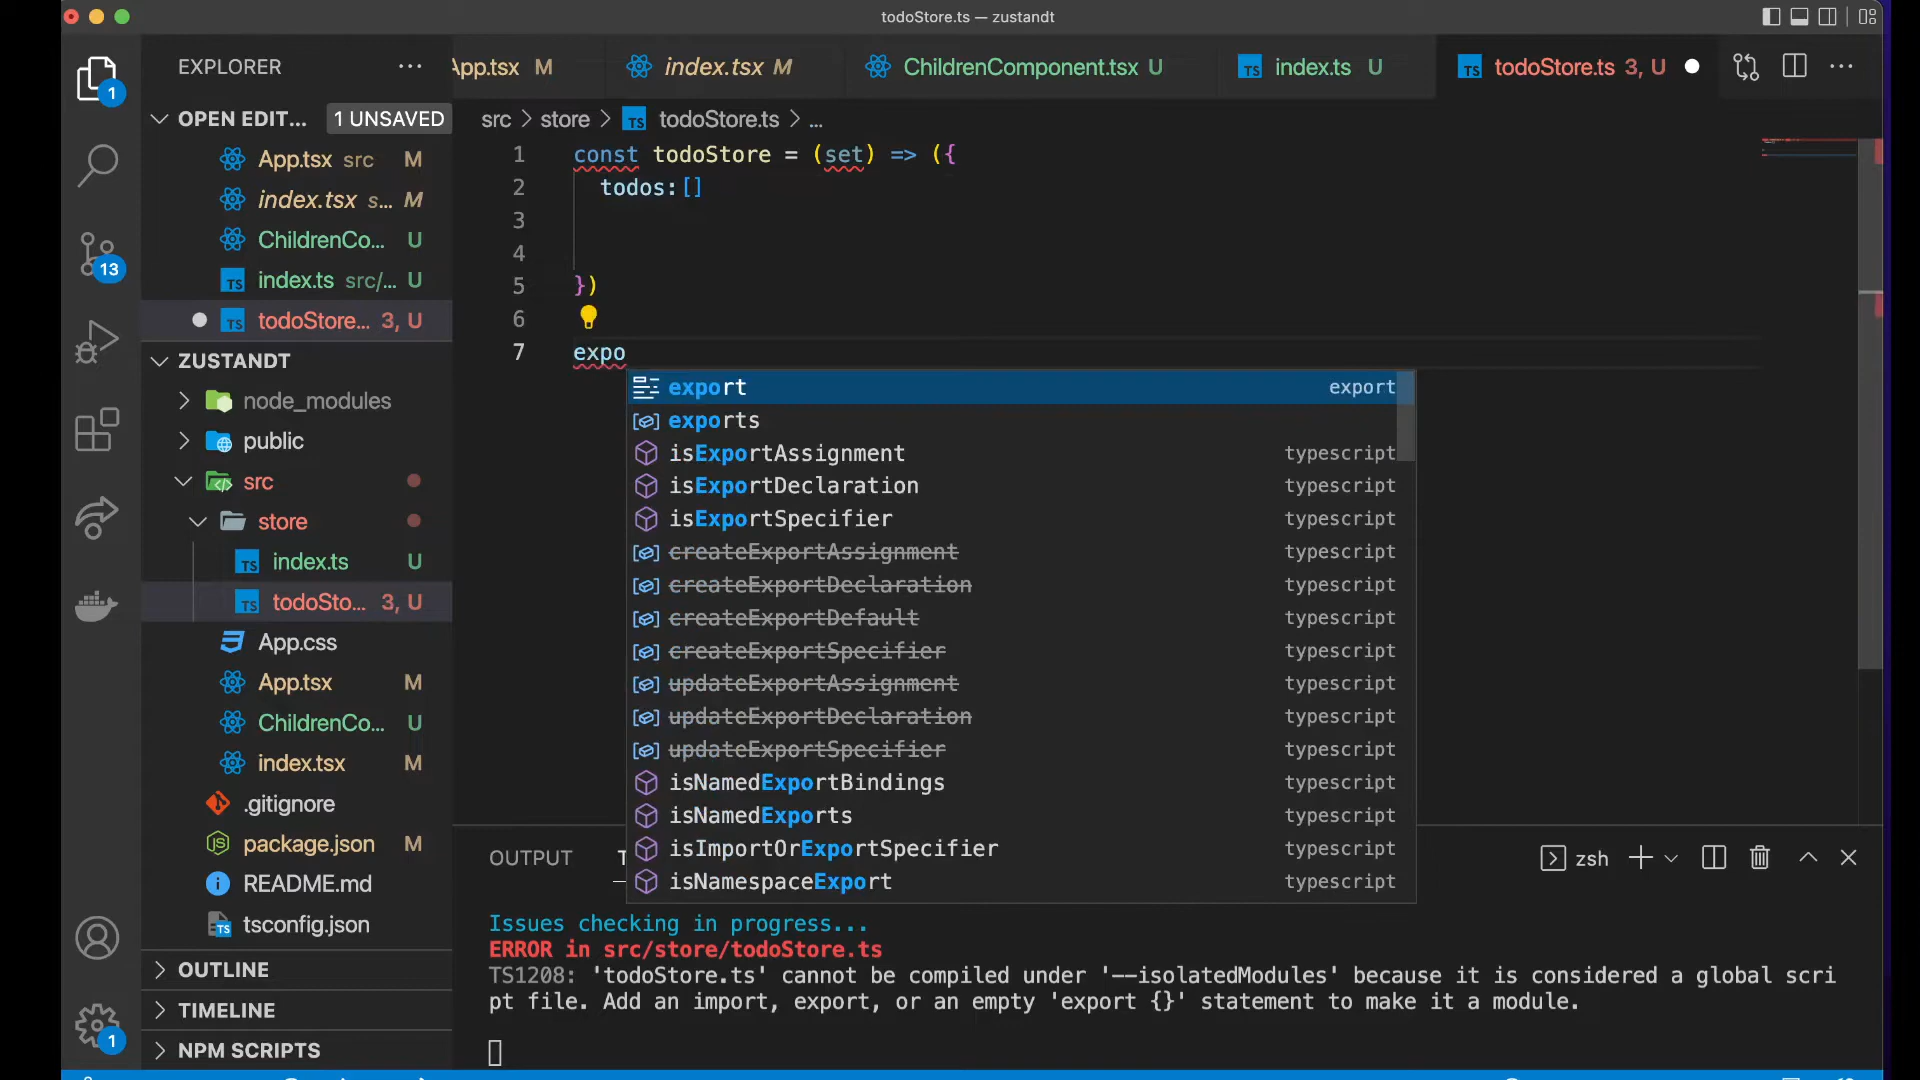 todoStore.ts — zustandt
EXPLORER
App.tsx M
index.tsx M
ChildrenComponent.tsx U
index.ts U
todoStore.ts 3, U
OPEN EDIT... 1 UNSAVED
App.tsx src M
index.tsx s... M
ChildrenCo... U
index.ts src/... U
todoStore... 3, U
ZUSTANDT
node_modules
public
src
store
index.ts U
todoSto... 3, U
App.css
App.tsx M
ChildrenCo... U
index.tsx M
.gitignore
package.json M
README.md
tsconfig.json
OUTLINE
TIMELINE
NPM SCRIPTS
1
13
1
src > store > TS todoStore.ts > ...
1 const todoStore = (set) => ({
2 todos:[]
3
4
5 })
6
7 expo
export export
exports
isExportAssignment typescript
isExportDeclaration typescript
isExportSpecifier typescript
createExportAssignment typescript
createExportDeclaration typescript
createExportDefault typescript
createExportSpecifier typescript
updateExportAssignment typescript
updateExportDeclaration typescript
updateExportSpecifier typescript
isNamedExportBindings typescript
isNamedExports typescript
isImportOrExportSpecifier typescript
isNamespaceExport typescript
OUTPUT
zsh
Issues checking in progress...
ERROR in src/store/todoStore.ts
TS1208: 'todoStore.ts' cannot be compiled under '--isolatedModules' because it is considered a global scri
pt file. Add an import, export, or an empty 'export {}' statement to make it a module.